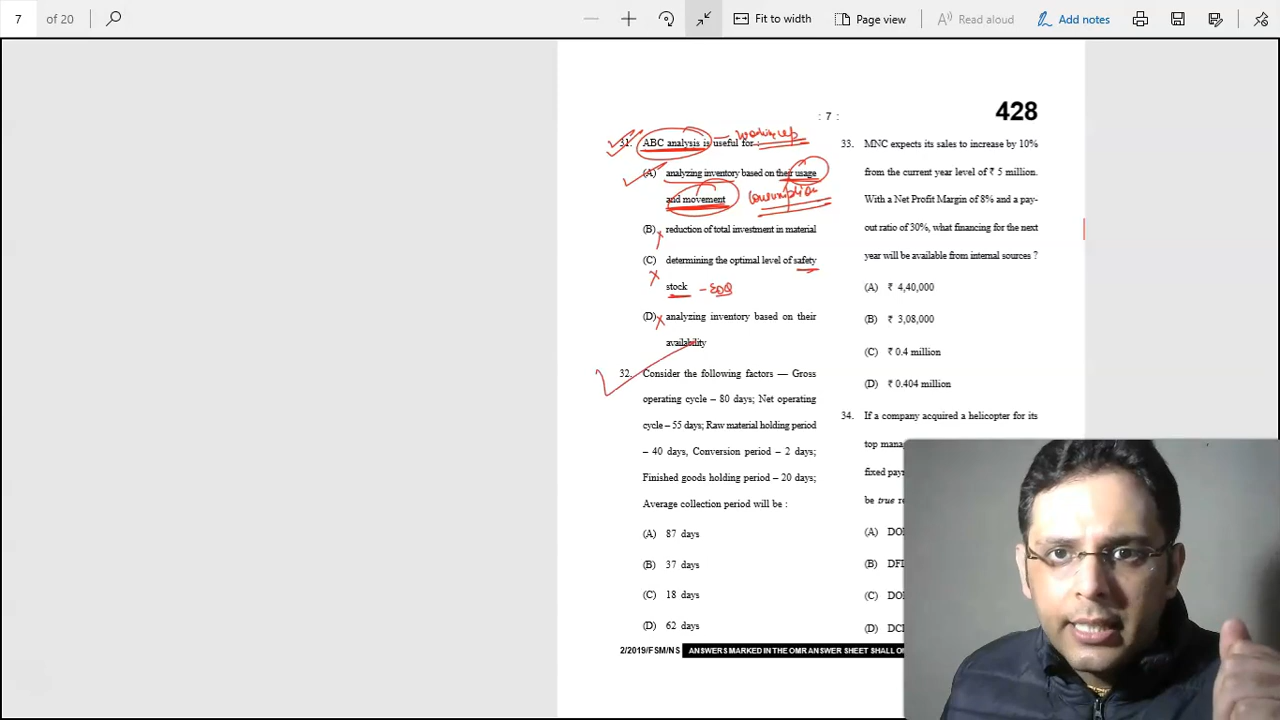 7
of 20
Fit to width
Page view
Read aloud
Add notes
: 7 :
428
31. ABC analysis is useful for :
— working cap
(A) analyzing inventory based on their usage
and movement
consumption
(B) reduction of total investment in material
(C) determining the optimal level of safety
stock
– EOQ
(D) analyzing inventory based on their
availability
32. Consider the following factors — Gross
operating cycle – 80 days; Net operating
cycle – 55 days; Raw material holding period
– 40 days, Conversion period – 2 days;
Finished goods holding period – 20 days;
Average collection period will be :
(A) 87 days
(B) 37 days
(C) 18 days
(D) 62 days
33. MNC expects its sales to increase by 10%
from the current year level of ₹ 5 million.
With a Net Profit Margin of 8% and a pay-
out ratio of 30%, what financing for the next
year will be available from internal sources ?
(A) ₹ 4,40,000
(B) ₹ 3,08,000
(C) ₹ 0.4 million
(D) ₹ 0.404 million
34. If a company acquired a helicopter for its
top mana
fixed pay
be true r
(A) DO
(B) DF
(C) DO
(D) DC
2/2019/FSM/NS
ANSWERS MARKED IN THE OMR ANSWER SHEET SHALL O